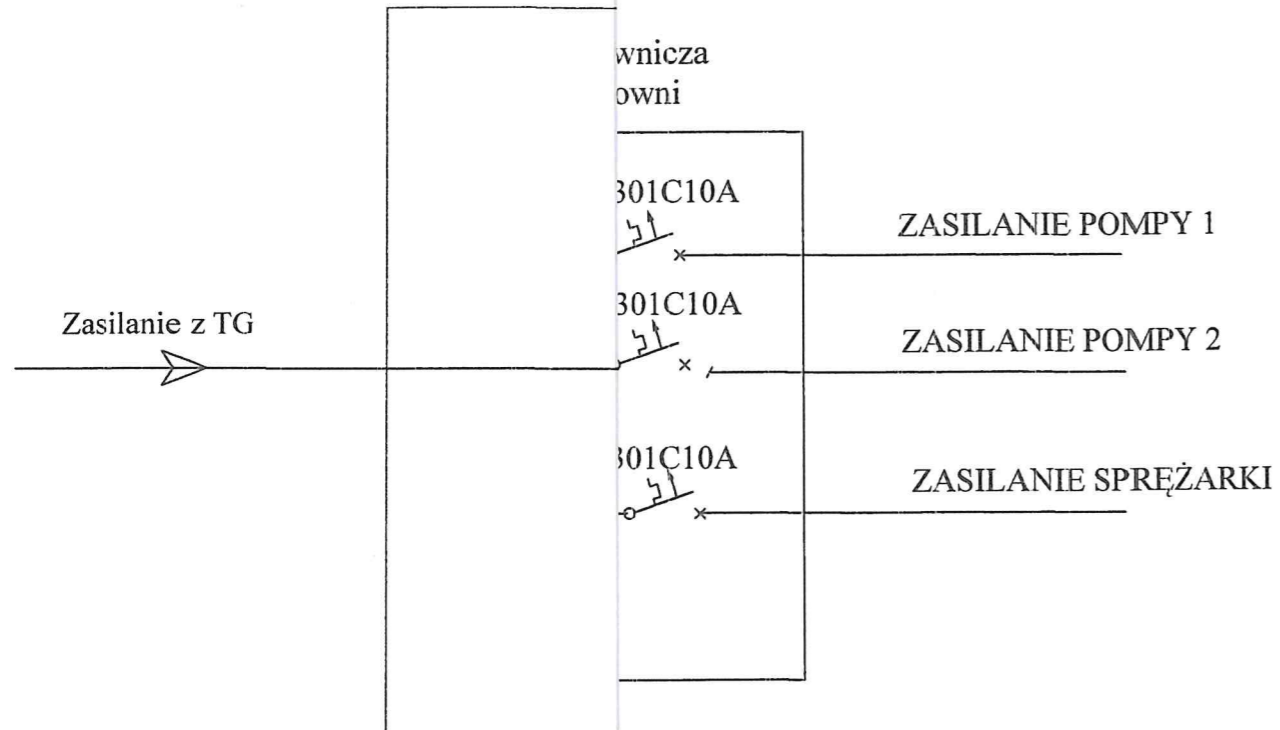 wnicza
owni
301C10A
ZASILANIE POMPY 1
301C10A
Zasilanie z TG
ZASILANIE POMPY 2
301C10A
ZASILANIE SPRĘŻARKI